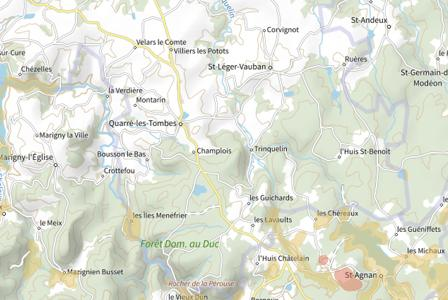 Corvignot
St-Andeux
Velars le Comte
Villiers les Potots
Ruères
sur-Cure
Chézelles
St-Léger-Vauban
St-Germain-d
Modéon
la Verdière
Montarin
Quarré-les-Tombes
Marigny la Ville
Champlois
Trinquelin
l'Huis St-Benoit
Bousson le Bas
Marigny-l'Église
Crottefou
les Guichards
les Îles Menéfrier
les Chéreaux
les Lavaults
le Meix
les Guéniffets
Forêt Dom. au Duc
les Michau
l'Huis Châtelain
Mazignien Busset
St-Agnan
Rocher de la Pérouse
le Vieux Dun